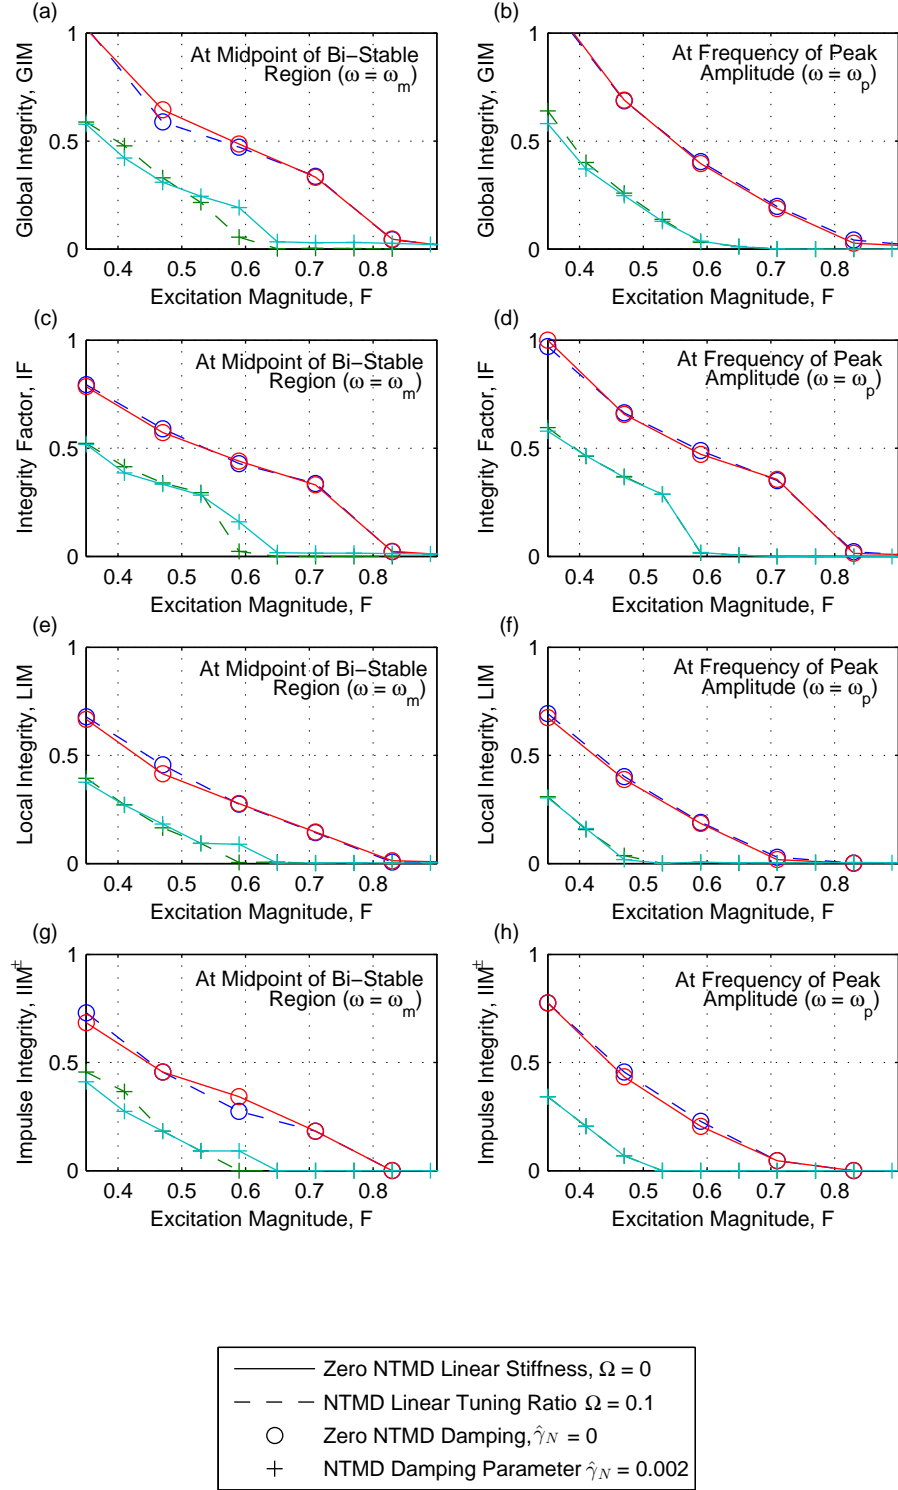 (a)
At Midpoint of Bi−Stable
Region (ω = ωm)
Global Integrity, GIM
1
0.5
0
0.4 0.5 0.6 0.7 0.8
Excitation Magnitude, F
(b)
At Frequency of Peak
Amplitude (ω = ωp)
Global Integrity, GIM
1
0.5
0
0.4 0.5 0.6 0.7 0.8
Excitation Magnitude, F
(c)
At Midpoint of Bi−Stable
Region (ω = ωm)
Integrity Factor, IF
1
0.5
0
0.4 0.5 0.6 0.7 0.8
Excitation Magnitude, F
(d)
At Frequency of Peak
Amplitude (ω = ωp)
Integrity Factor, IF
1
0.5
0
0.4 0.5 0.6 0.7 0.8
Excitation Magnitude, F
(e)
At Midpoint of Bi−Stable
Region (ω = ωm)
Local Integrity, LIM
1
0.5
0
0.4 0.5 0.6 0.7 0.8
Excitation Magnitude, F
(f)
At Frequency of Peak
Amplitude (ω = ωp)
Local Integrity, LIM
1
0.5
0
0.4 0.5 0.6 0.7 0.8
Excitation Magnitude, F
(g)
At Midpoint of Bi−Stable
Region (ω = ωm)
Impulse Integrity, IIM±
1
0.5
0
0.4 0.5 0.6 0.7 0.8
Excitation Magnitude, F
(h)
At Frequency of Peak
Amplitude (ω = ωp)
Impulse Integrity, IIM±
1
0.5
0
0.4 0.5 0.6 0.7 0.8
Excitation Magnitude, F
Zero NTMD Linear Stiffness, Ω = 0
NTMD Linear Tuning Ratio Ω = 0.1
Zero NTMD Damping, γ̂N = 0
NTMD Damping Parameter γ̂N = 0.002